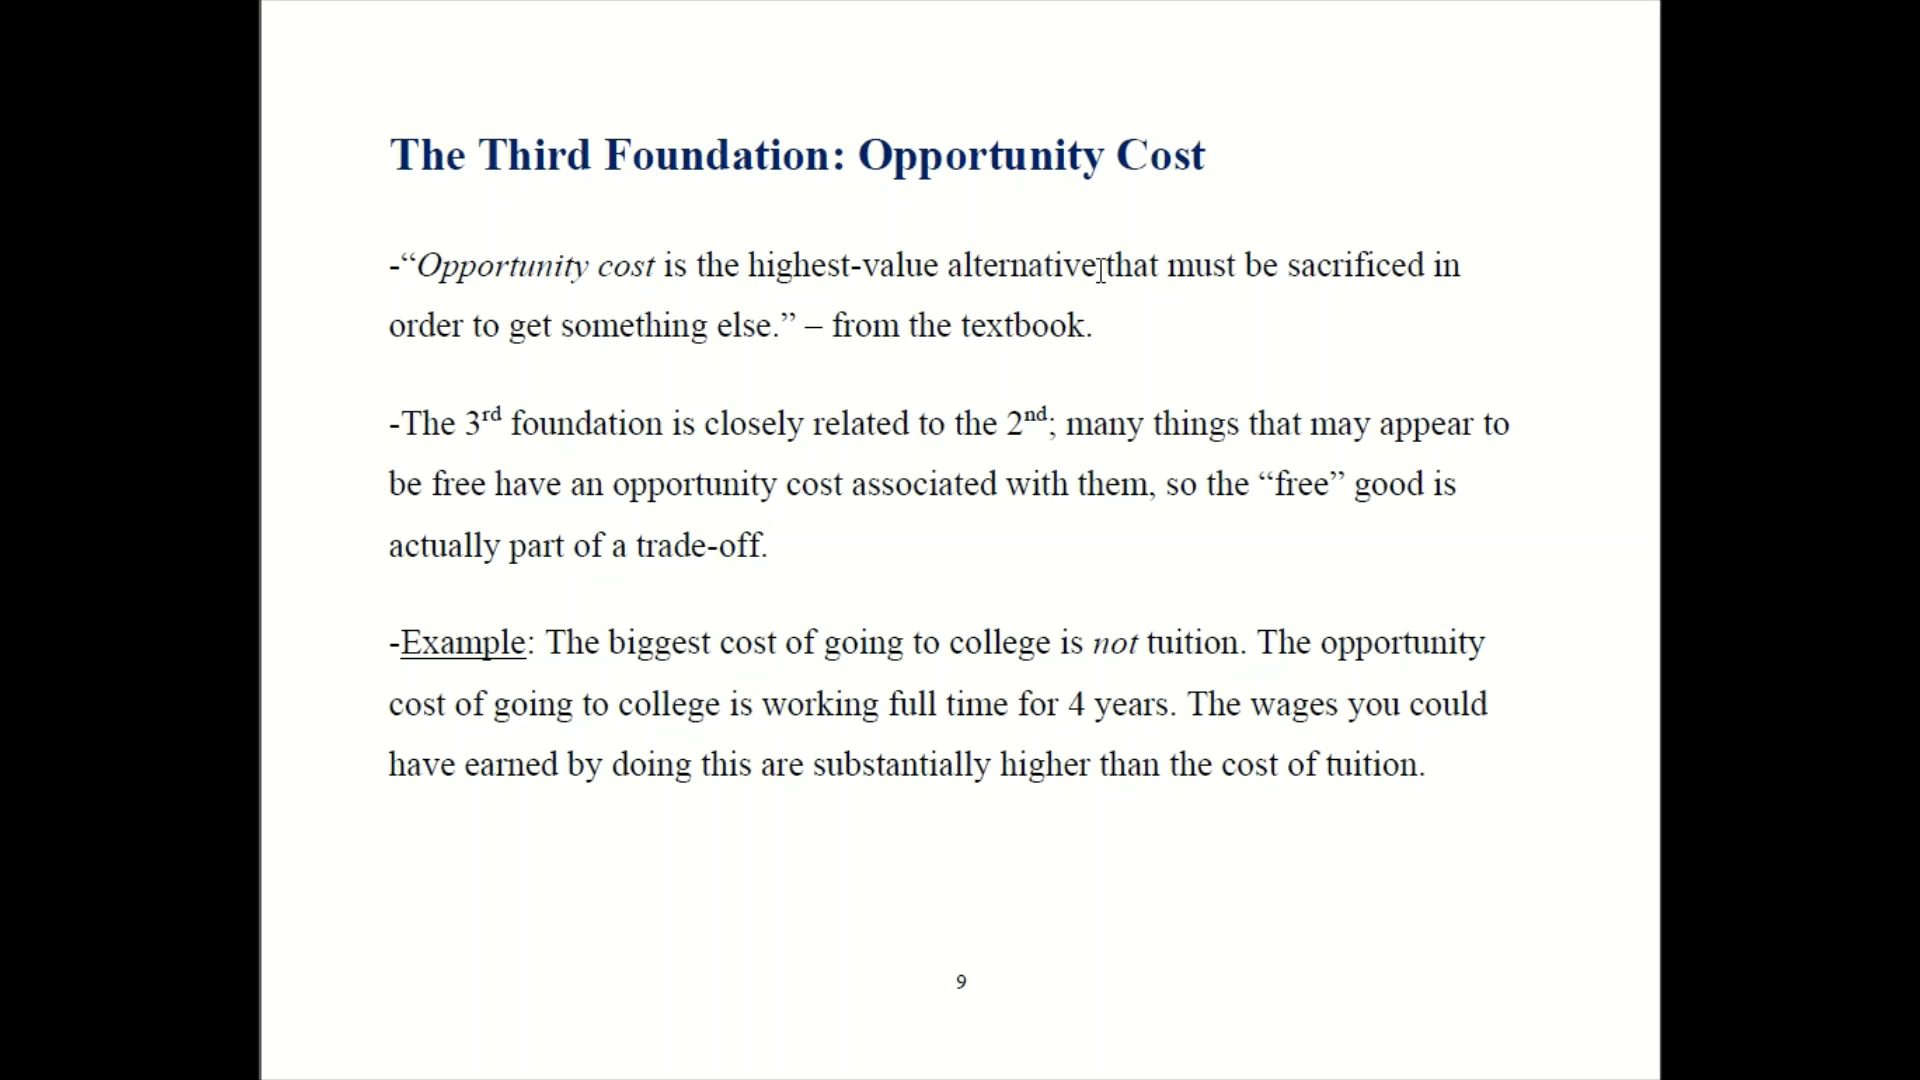 The Third Foundation: Opportunity Cost
-“Opportunity cost is the highest-value alternative that must be sacrificed in
order to get something else.” – from the textbook.
-The 3rd foundation is closely related to the 2nd; many things that may appear to
be free have an opportunity cost associated with them, so the “free” good is
actually part of a trade-off.
-Example: The biggest cost of going to college is not tuition. The opportunity
cost of going to college is working full time for 4 years. The wages you could
have earned by doing this are substantially higher than the cost of tuition.
9